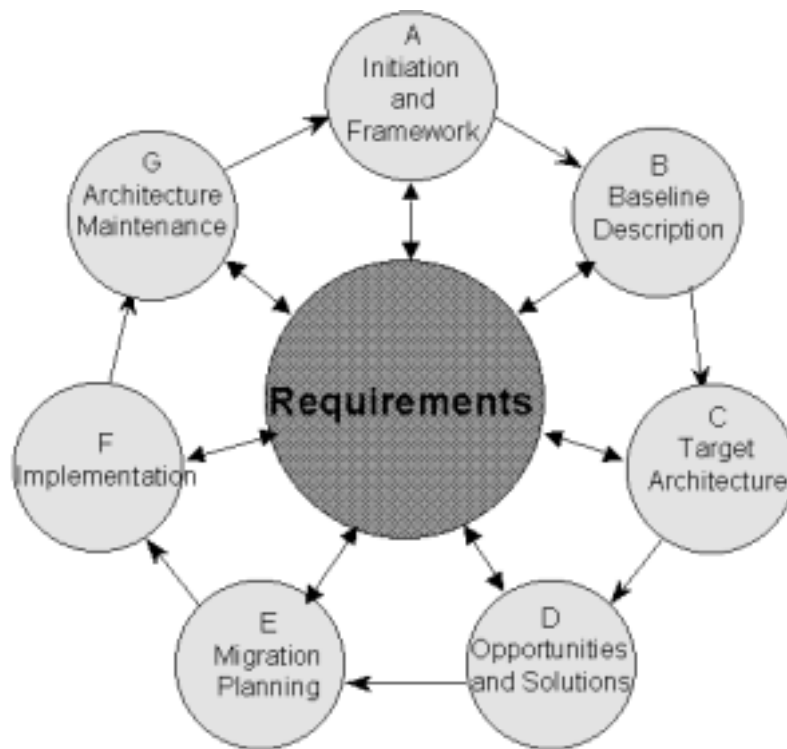 A
Initiation
and
Framework
B
Baseline
Description
C
Target
Architecture
D
Opportunities
and Solutions
E
Migration
Planning
F
Implementation
G
Architecture
Maintenance
Requirements